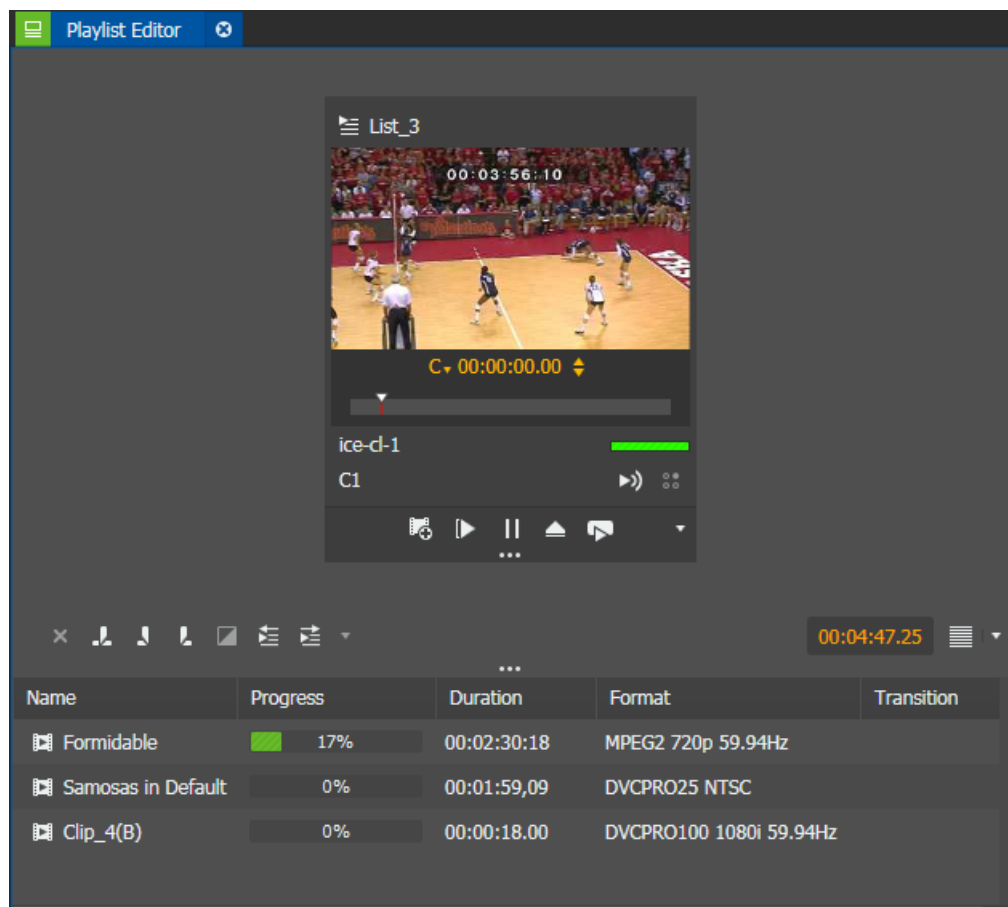 Playlist Editor
List_3
00:03:56:10
C 00:00:00.00
ice-cl-1
C1
00:04:47.25
Name Progress Duration Format Transition
Formidable 17% 00:02:30:18 MPEG2 720p 59.94Hz
Samosas in Default 0% 00:01:59,09 DVCPRO25 NTSC
Clip_4(B) 0% 00:00:18.00 DVCPRO100 1080i 59.94Hz